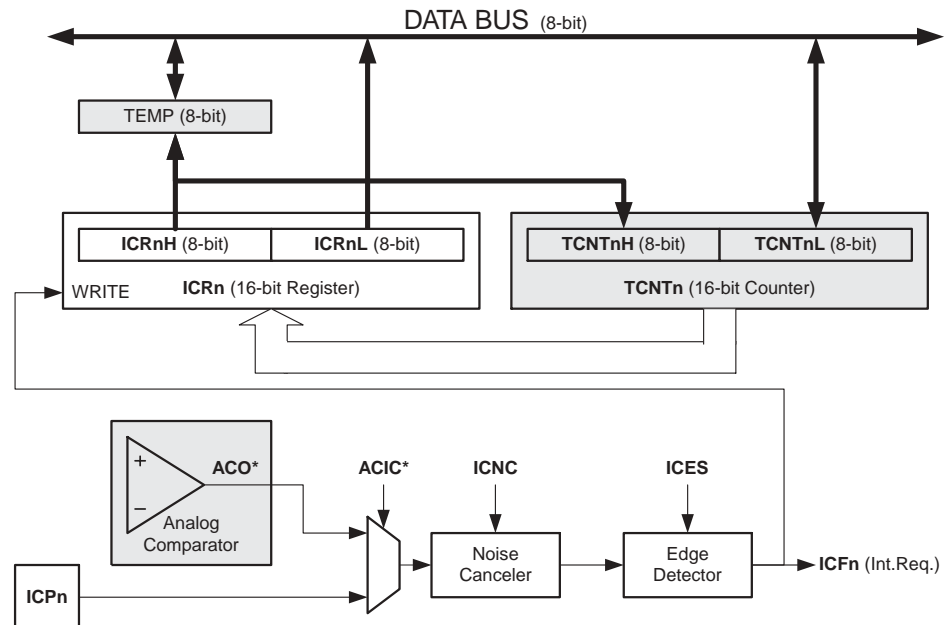 DATA BUS (8-bit)
TEMP (8-bit)
ICRnH (8-bit)
ICRnL (8-bit)
TCNTnH (8-bit)
TCNTnL (8-bit)
WRITE
ICRn (16-bit Register)
TCNTn (16-bit Counter)
+
−
ACO*
Analog
Comparator
ACIC*
ICNC
ICES
Noise
Canceler
Edge
Detector
ICFn (Int.Req.)
ICPn